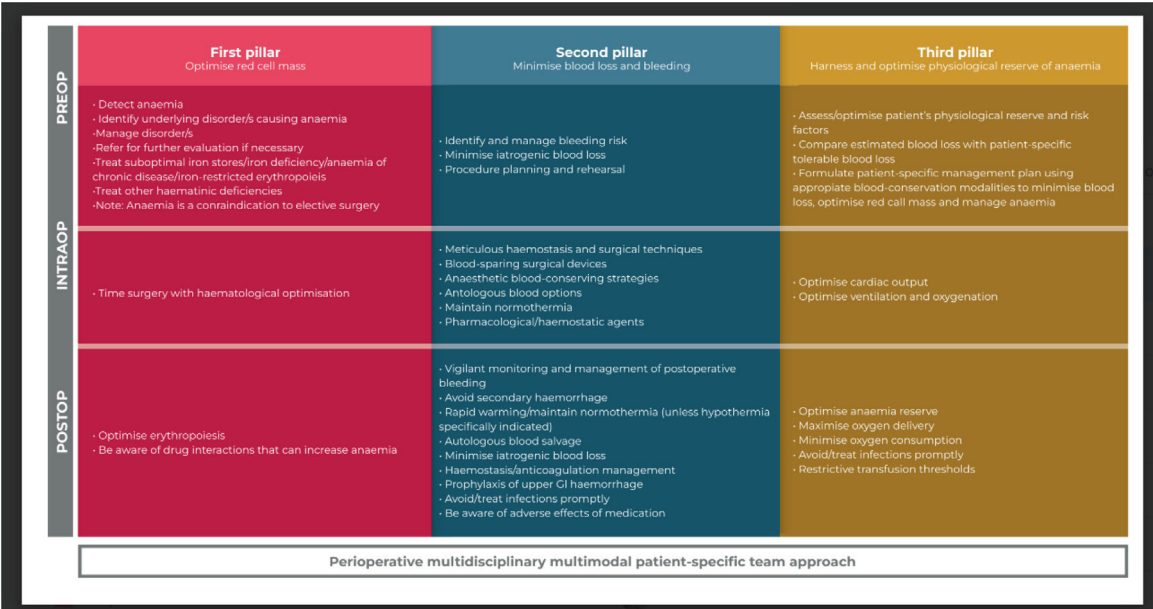 First pillar
Optimise red cell mass
Second pillar
Minimise blood loss and bleeding
Third pillar
Harness and optimise physiological reserve of anaemia
PREOP
• Detect anaemia
• Identify underlying disorder/s causing anaemia
•Manage disorder/s
•Refer for further evaluation if necessary
•Treat suboptimal iron stores/iron deficiency/anaemia of
chronic disease/iron-restricted erythropoieis
•Treat other haematinic deficiencies
•Note: Anaemia is a conraindication to elective surgery
• Identify and manage bleeding risk
• Minimise iatrogenic blood loss
• Procedure planning and rehearsal
• Assess/optimise patient's physiological reserve and risk
factors
• Compare estimated blood loss with patient-specific
tolerable blood loss
• Formulate patient-specific management plan using
appropiate blood-conservation modalities to minimise blood
loss, optimise red call mass and manage anaemia
INTRAOP
• Time surgery with haematological optimisation
• Meticulous haemostasis and surgical techniques
• Blood-sparing surgical devices
• Anaesthetic blood-conserving strategies
• Antologous blood options
• Maintain normothermia
• Pharmacological/haemostatic agents
• Optimise cardiac output
• Optimise ventilation and oxygenation
POSTOP
• Optimise erythropoiesis
• Be aware of drug interactions that can increase anaemia
• Vigilant monitoring and management of postoperative
bleeding
• Avoid secondary haemorrhage
• Rapid warming/maintain normothermia (unless hypothermia
specifically indicated)
• Autologous blood salvage
• Minimise iatrogenic blood loss
• Haemostasis/anticoagulation management
• Prophylaxis of upper GI haemorrhage
• Avoid/treat infections promptly
• Be aware of adverse effects of medication
• Optimise anaemia reserve
• Maximise oxygen delivery
• Minimise oxygen consumption
• Avoid/treat infections promptly
• Restrictive transfusion thresholds
Perioperative multidisciplinary multimodal patient-specific team approach